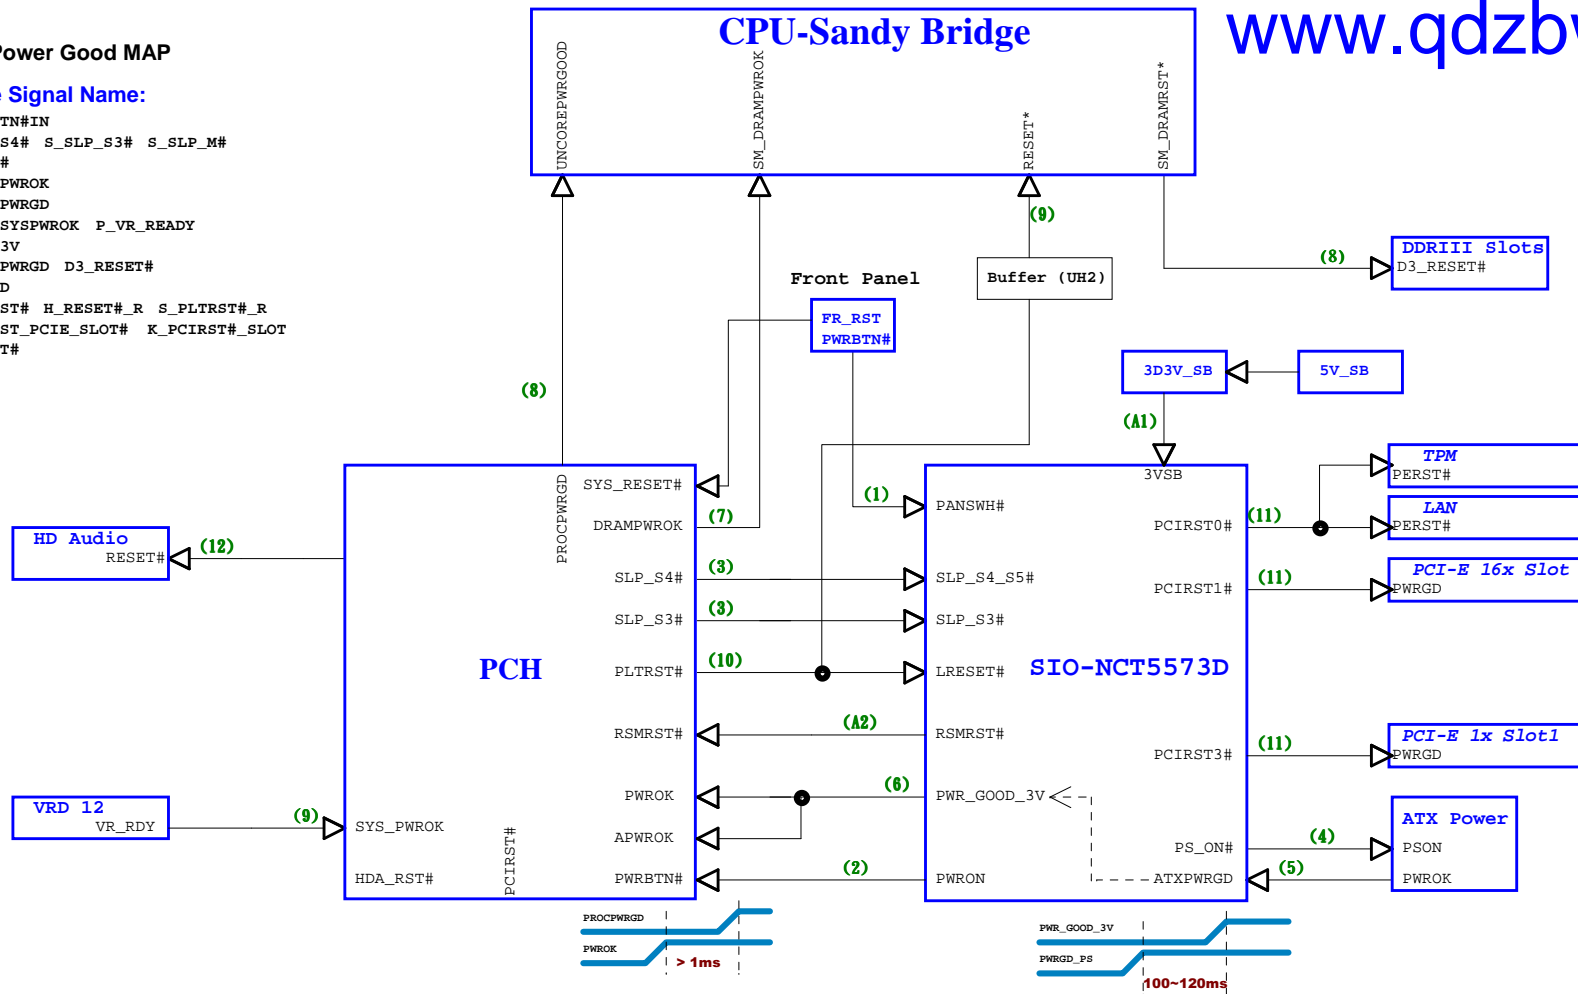 www.qdzbw
Power Good MAP
Signal Name:
TN#IN
S4# S_SLP_S3# S_SLP_M#
#
PWROK
PWRGD
SYSPWROK P_VR_READY
3V
PWRGD D3_RESET#
D
ST# H_RESET#_R S_PLTRST#_R
ST_PCIE_SLOT# K_PCIRST#_SLOT
T#
CPU-Sandy Bridge
UNCOREPWRGOOD
SM_DRAMPWROK
RESET*
SM_DRAMRST*
(9)
(8)
DDRIII Slots
D3_RESET#
Buffer (UH2)
Front Panel
FR_RST
PWRBTN#
3D3V_SB
5V_SB
(8)
(A1)
PCH
PROCPWRGD
SYS_RESET#
DRAMPWROK
(7)
SLP_S4#
(3)
SLP_S3#
(3)
PLTRST#
(10)
RSMRST#
(A2)
PWROK
(6)
APWROK
PWRBTN#
(2)
SYS_PWROK
HDA_RST#
PCIRST#
HD Audio
RESET#
(12)
VRD 12
VR_RDY
(9)
SIO-NCT5573D
3VSB
(1)
PANSWH#
SLP_S4_S5#
SLP_S3#
LRESET#
RSMRST#
PWR_GOOD_3V
PWRON
PCIRST0#
(11)
PCIRST1#
(11)
PCIRST3#
(11)
PS_ON#
(4)
ATXPWRGD
(5)
TPM
PERST#
LAN
PERST#
PCI-E 16x Slot
PWRGD
PCI-E 1x Slot1
PWRGD
ATX Power
PSON
PWROK
PROCPWRGD
PWROK
> 1ms
PWR_GOOD_3V
PWRGD_PS
100~120ms